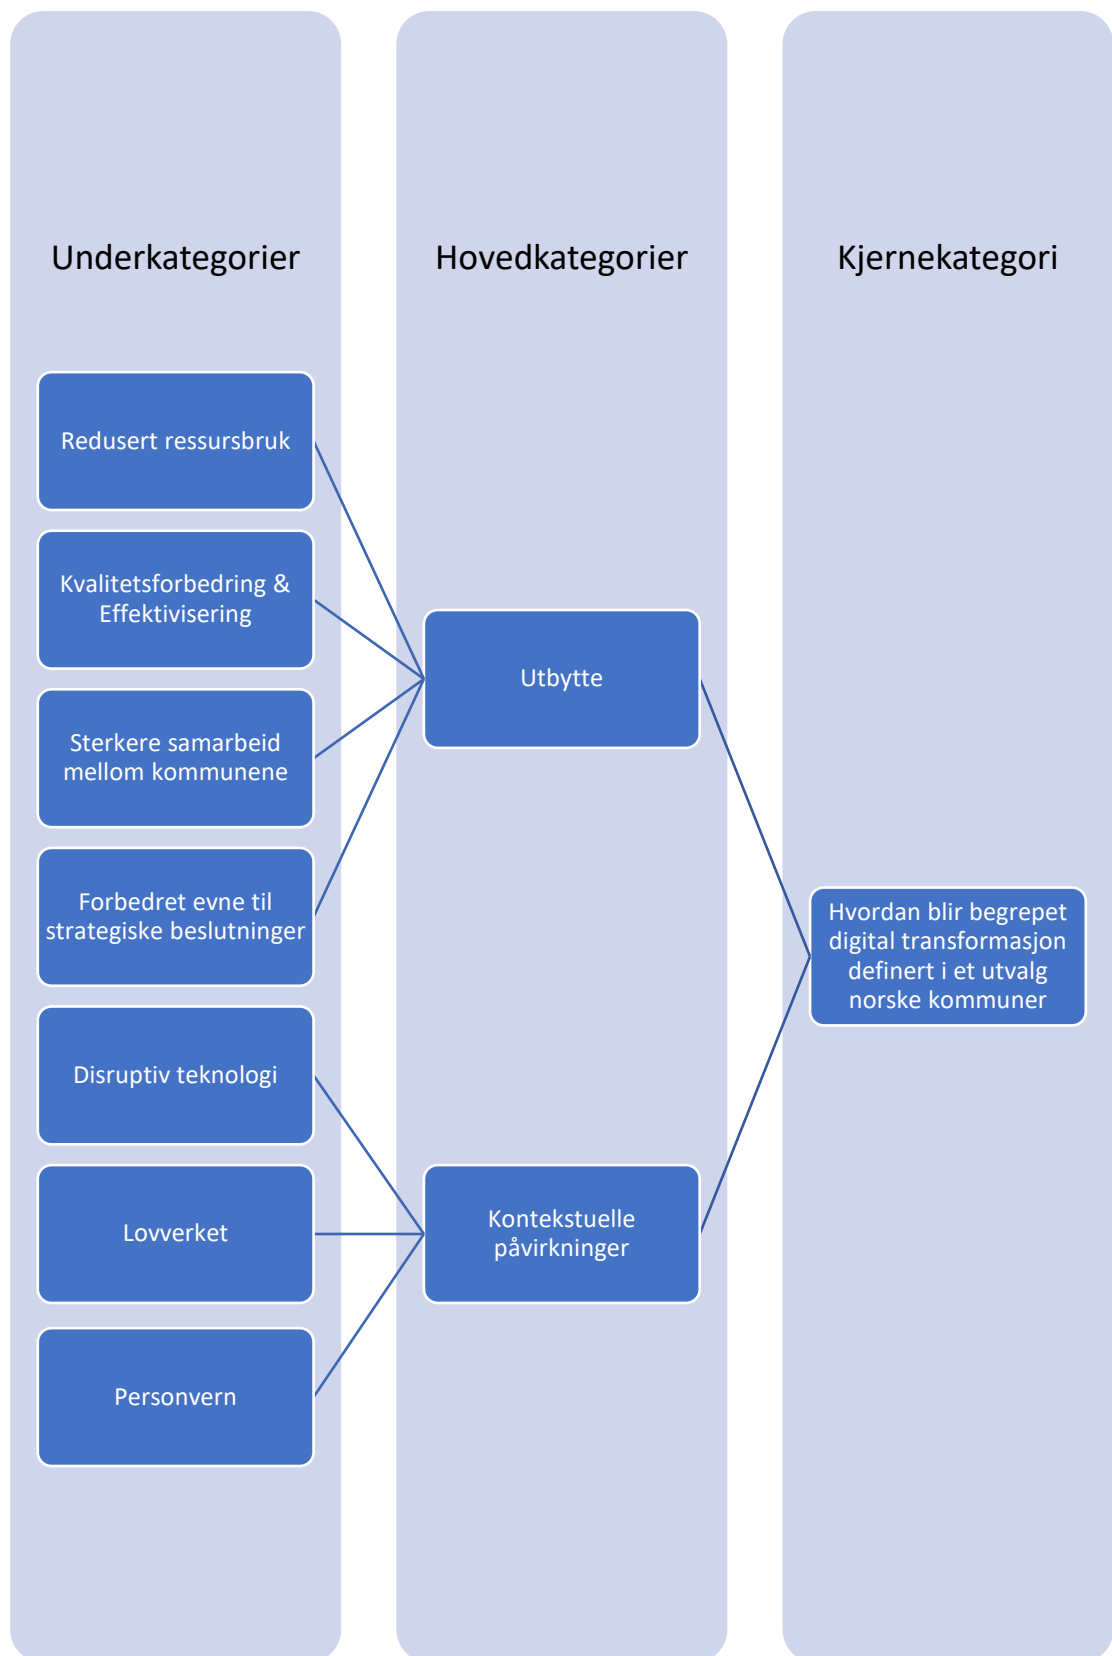 Underkategorier
Hovedkategorier
Kjernekategori
Redusert ressursbruk
Kvalitetsforbedring &
Effektivisering
Sterkere samarbeid
mellom kommunene
Forbedret evne til
strategiske beslutninger
Disruptiv teknologi
Lovverket
Personvern
Utbytte
Kontekstuelle
påvirkninger
Hvordan blir begrepet
digital transformasjon
definert i et utvalg
norske kommuner